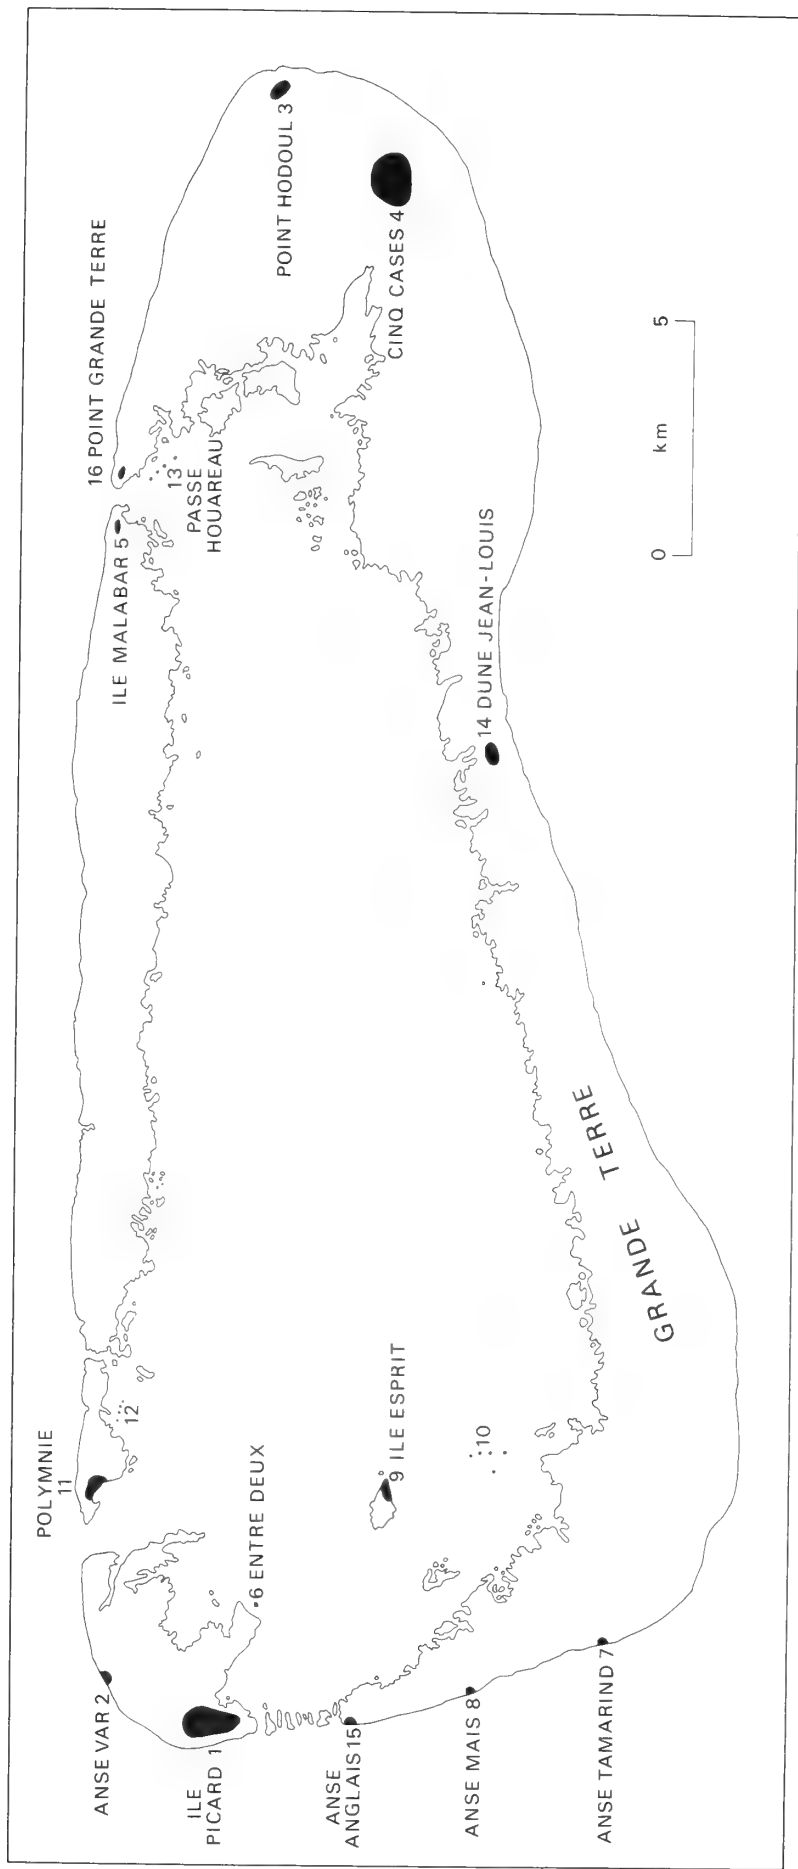 POLYMNIE
11
12
ANSE VAR 2
ILE
PICARD 1
6 ENTRE DEUX
ANSE
ANGLAIS 15
9 ILE ESPRIT
10
ANSE MAIS 8
ANSE TAMARIND 7
GRANDE TERRE
14 DUNE JEAN-LOUIS
ILE MALABAR 5
16 POINT GRANDE TERRE
13
PASSE
HOUAREAU
POINT HODOUL 3
CINQ CASES 4
0 km 5